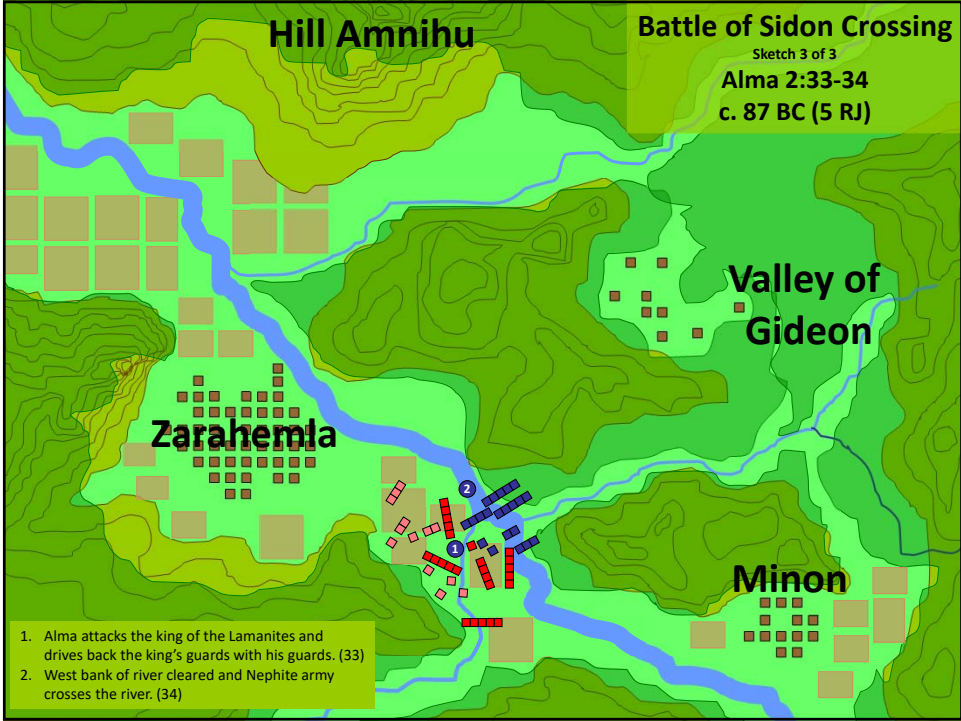 Hill Amnihu
Battle of Sidon Crossing
Sketch 3 of 3
Alma 2:33-34
c. 87 BC (5 RJ)
Valley of
Gideon
Zarahemla
2
1
Minon
1. Alma attacks the king of the Lamanites and
drives back the king's guards with his guards. (33)
2. West bank of river cleared and Nephite army
crosses the river. (34)